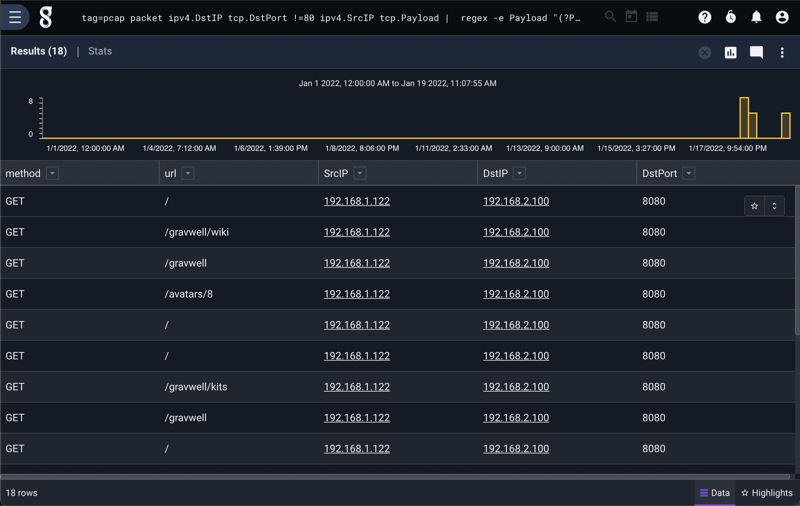 tag=pcap packet ipv4.DstIP tcp.DstPort !=80 ipv4.SrcIP tcp.Payload | regex -e Payload "(?P…
Results (18) | Stats
Jan 1 2022, 12:00:00 AM to Jan 19 2022, 11:07:55 AM
8
0
1/1/2022, 12:00:00 AM 1/4/2022, 7:12:00 AM 1/6/2022, 1:39:00 PM 1/8/2022, 8:06:00 PM 1/11/2022, 2:33:00 AM 1/13/2022, 9:00:00 AM 1/15/2022, 3:27:00 PM 1/17/2022, 9:54:00 PM
method url SrcIP DstIP DstPort
GET / 192.168.1.122 192.168.2.100 8080
GET /gravwell/wiki 192.168.1.122 192.168.2.100 8080
GET /gravwell 192.168.1.122 192.168.2.100 8080
GET /avatars/8 192.168.1.122 192.168.2.100 8080
GET / 192.168.1.122 192.168.2.100 8080
GET / 192.168.1.122 192.168.2.100 8080
GET /gravwell/kits 192.168.1.122 192.168.2.100 8080
GET /gravwell 192.168.1.122 192.168.2.100 8080
GET / 192.168.1.122 192.168.2.100 8080
18 rows Data Highlights